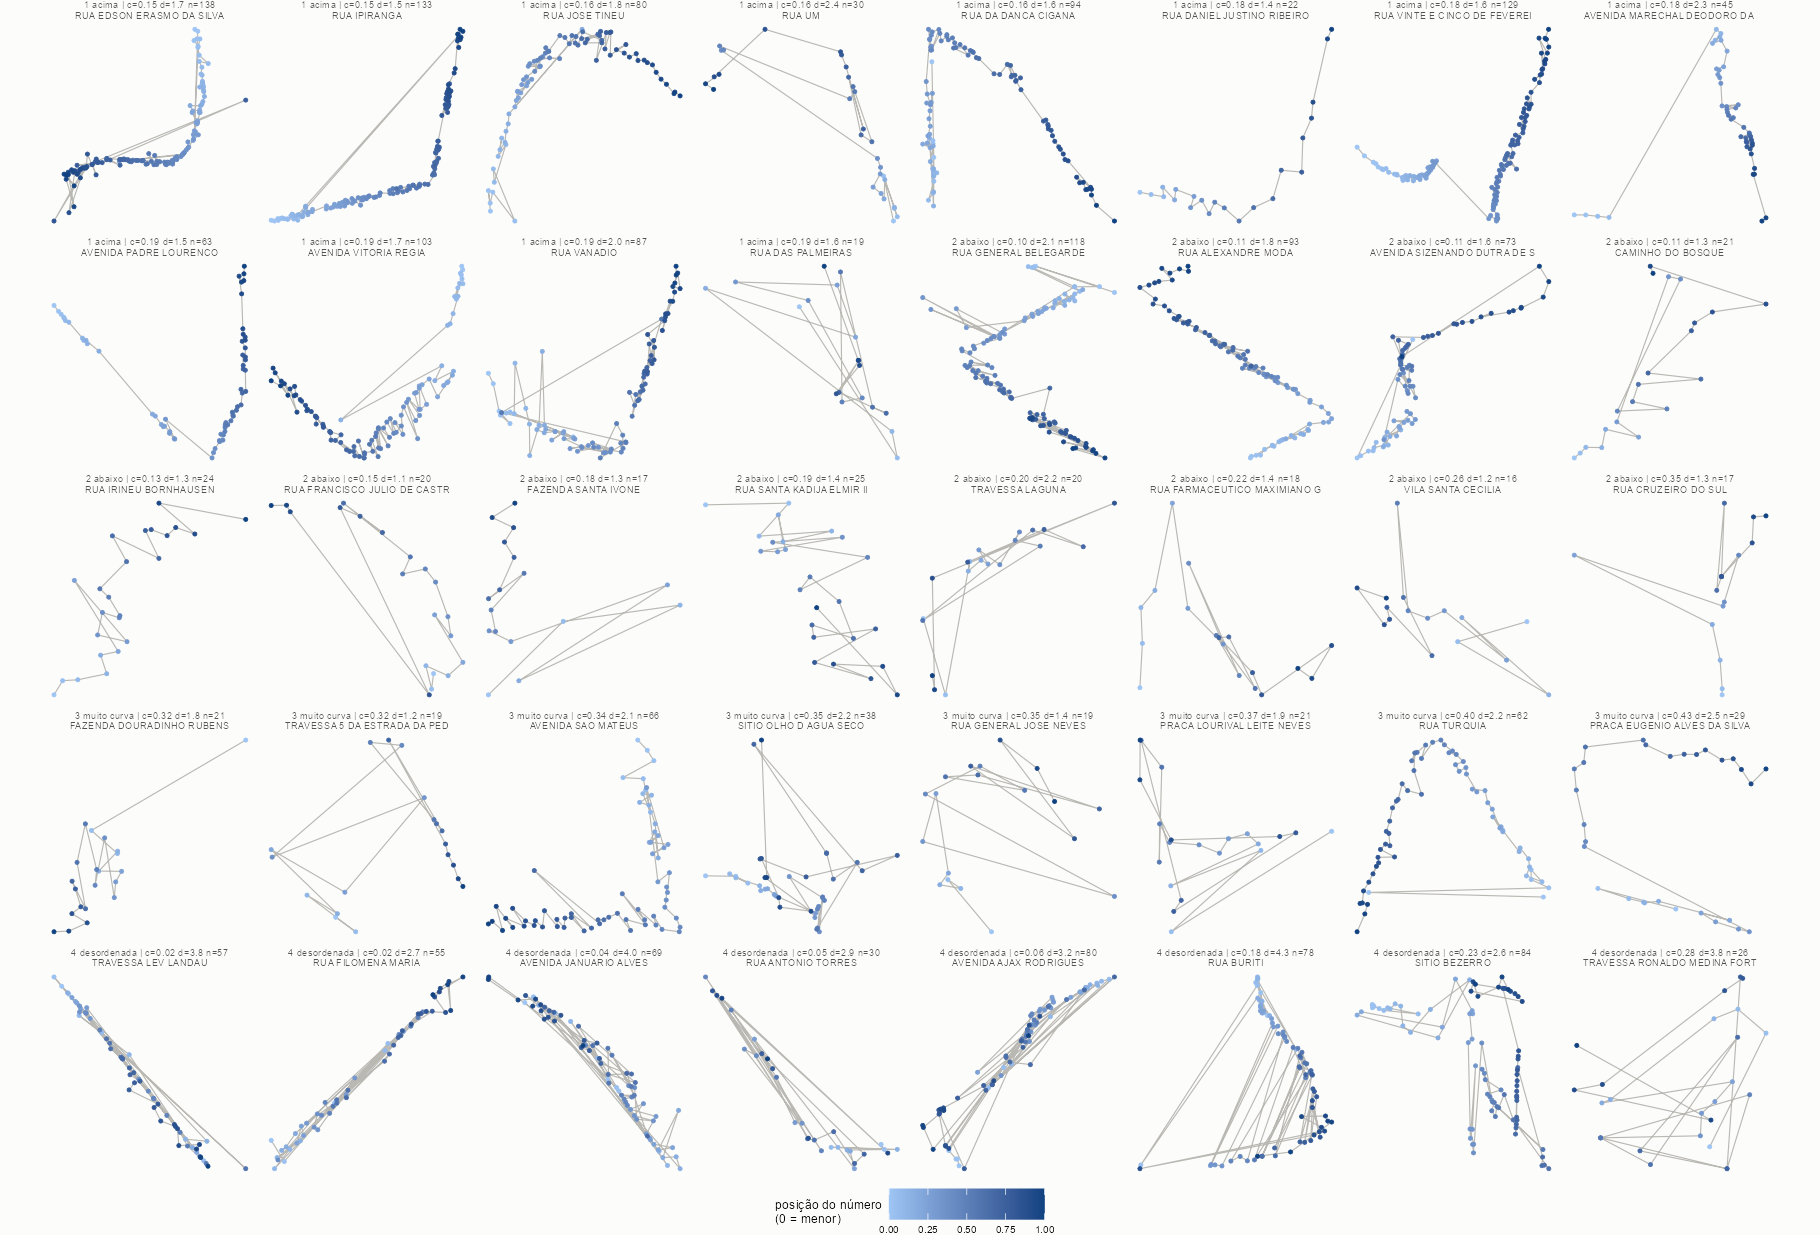 1 acima | c=0.15 d=1.7 n=138
RUA EDSON ERASMO DA SILVA
1 acima | c=0.15 d=1.5 n=133
RUA IPIRANGA
1 acima | c=0.16 d=1.8 n=80
RUA JOSE TINEU
1 acima | c=0.16 d=2.4 n=30
RUA UM
1 acima | c=0.16 d=1.6 n=94
RUA DA DANCA CIGANA
1 acima | c=0.18 d=1.4 n=22
RUA DANIEL JUSTINO RIBEIRO
1 acima | c=0.18 d=1.6 n=129
RUA VINTE E CINCO DE FEVEREI
1 acima | c=0.18 d=2.3 n=45
AVENIDA MARECHAL DEODORO DA
1 acima | c=0.19 d=1.5 n=63
AVENIDA PADRE LOURENCO
1 acima | c=0.19 d=1.7 n=103
AVENIDA VITORIA REGIA
1 acima | c=0.19 d=2.0 n=87
RUA VANADIO
1 acima | c=0.19 d=1.6 n=19
RUA DAS PALMEIRAS
2 abaixo | c=0.10 d=2.1 n=118
RUA GENERAL BELEGARDE
2 abaixo | c=0.11 d=1.8 n=93
RUA ALEXANDRE MODA
2 abaixo | c=0.11 d=1.6 n=73
AVENIDA SIZENANDO DUTRA DE S
2 abaixo | c=0.11 d=1.3 n=21
CAMINHO DO BOSQUE
2 abaixo | c=0.13 d=1.3 n=24
RUA IRINEU BORNHAUSEN
2 abaixo | c=0.15 d=1.1 n=20
RUA FRANCISCO JULIO DE CASTR
2 abaixo | c=0.18 d=1.3 n=17
FAZENDA SANTA IVONE
2 abaixo | c=0.19 d=1.4 n=25
RUA SANTA KADIJA ELMIR II
2 abaixo | c=0.20 d=2.2 n=20
TRAVESSA LAGUNA
2 abaixo | c=0.22 d=1.4 n=18
RUA FARMACEUTICO MAXIMIANO G
2 abaixo | c=0.26 d=1.2 n=16
VILA SANTA CECILIA
2 abaixo | c=0.35 d=1.3 n=17
RUA CRUZEIRO DO SUL
3 muito curva | c=0.32 d=1.8 n=21
FAZENDA DOURADINHO RUBENS
3 muito curva | c=0.32 d=1.2 n=19
TRAVESSA 5 DA ESTRADA DA PED
3 muito curva | c=0.34 d=2.1 n=66
AVENIDA SAO MATEUS
3 muito curva | c=0.35 d=2.2 n=38
SITIO OLHO D AGUA SECO
3 muito curva | c=0.35 d=1.4 n=19
RUA GENERAL JOSE NEVES
3 muito curva | c=0.37 d=1.9 n=21
PRACA LOURIVAL LEITE NEVES
3 muito curva | c=0.40 d=2.2 n=62
RUA TURQUIA
3 muito curva | c=0.43 d=2.5 n=29
PRACA EUGENIO ALVES DA SILVA
4 desordenada | c=0.02 d=3.8 n=57
TRAVESSA LEV LANDAU
4 desordenada | c=0.02 d=2.7 n=55
RUA FILOMENA MARIA
4 desordenada | c=0.04 d=4.0 n=69
AVENIDA JANUARIO ALVES
4 desordenada | c=0.05 d=2.9 n=30
RUA ANTONIO TORRES
4 desordenada | c=0.06 d=3.2 n=80
AVENIDA AJAX RODRIGUES
4 desordenada | c=0.18 d=4.3 n=78
RUA BURITI
4 desordenada | c=0.23 d=2.6 n=84
SITIO BEZERRO
4 desordenada | c=0.28 d=3.8 n=26
TRAVESSA RONALDO MEDINA FORT
posição do número
(0 = menor)
0.00 0.25 0.50 0.75 1.00